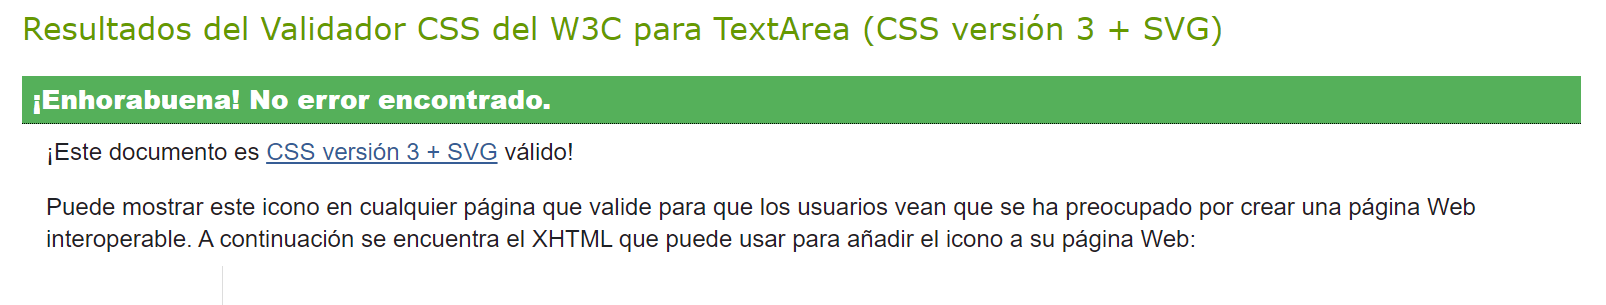 Resultados del Validador CSS del W3C para TextArea (CSS versión 3 + SVG)
¡Enhorabuena! No error encontrado.
¡Este documento es CSS versión 3 + SVG válido!
Puede mostrar este icono en cualquier página que valide para que los usuarios vean que se ha preocupado por crear una página Web
interoperable. A continuación se encuentra el XHTML que puede usar para añadir el icono a su página Web: